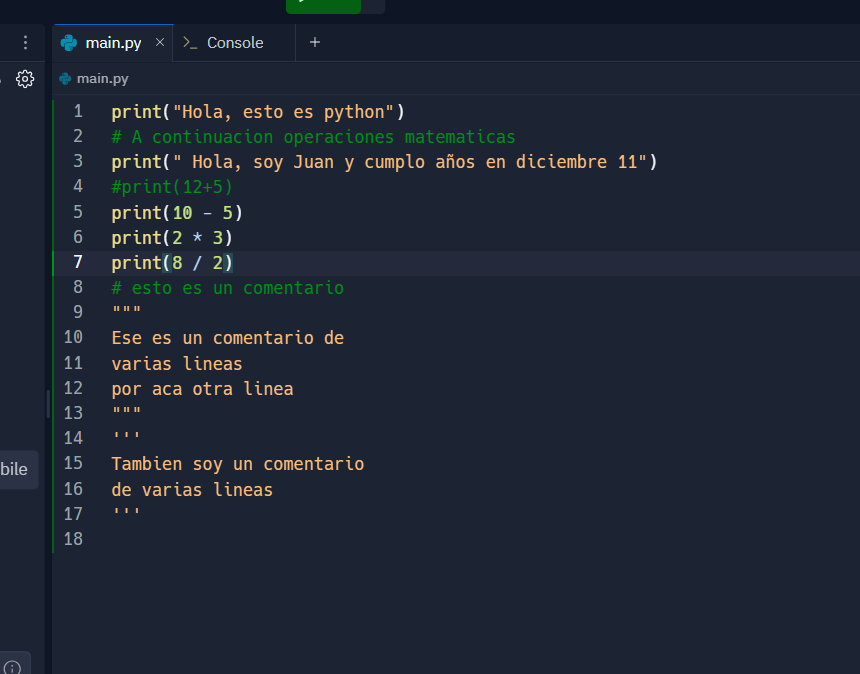 main.py × >_ Console +
main.py
1 print("Hola, esto es python")
2 # A continuacion operaciones matematicas
3 print(" Hola, soy Juan y cumplo años en diciembre 11")
4 #print(12+5)
5 print(10 - 5)
6 print(2 * 3)
7 print(8 / 2)
8 # esto es un comentario
9 """
10 Ese es un comentario de
11 varias lineas
12 por aca otra linea
13 """
14 '''
15 Tambien soy un comentario
16 de varias lineas
17 '''
18
bile